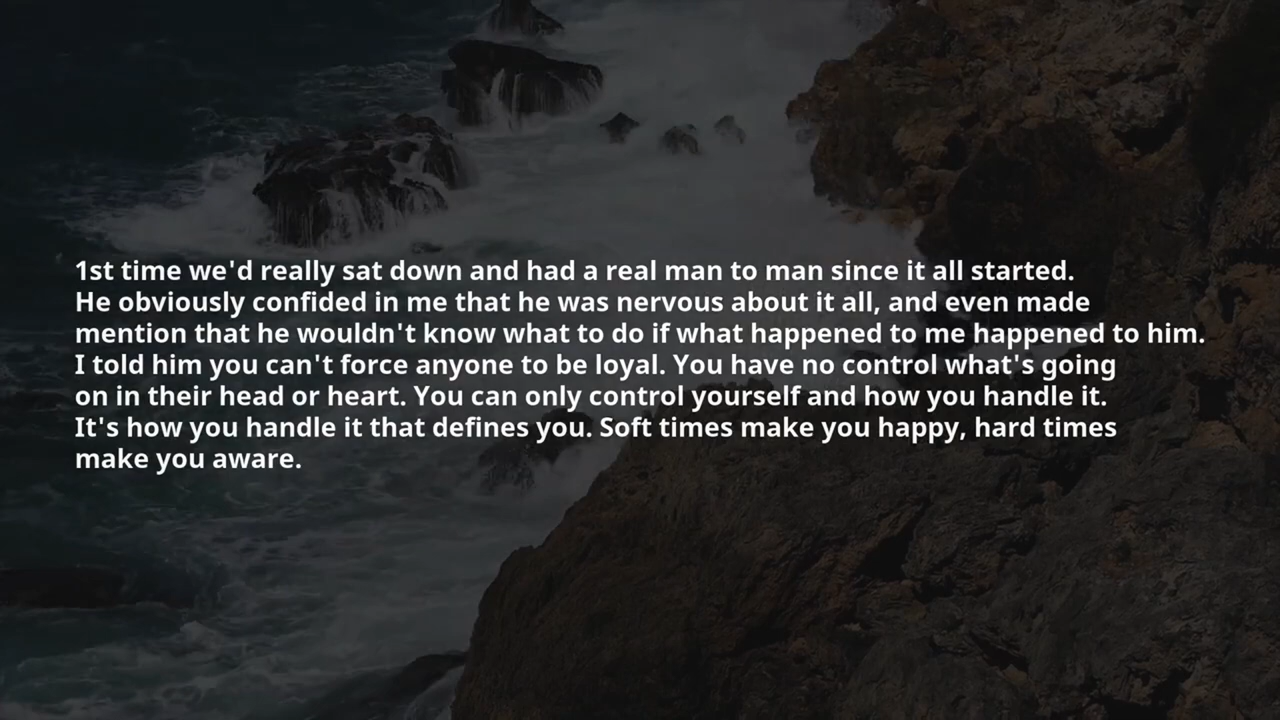 1st time we'd really sat down and had a real man to man since it all started.
He obviously confided in me that he was nervous about it all, and even made
mention that he wouldn't know what to do if what happened to me happened to him.
I told him you can't force anyone to be loyal. You have no control what's going
on in their head or heart. You can only control yourself and how you handle it.
It's how you handle it that defines you. Soft times make you happy, hard times
make you aware.